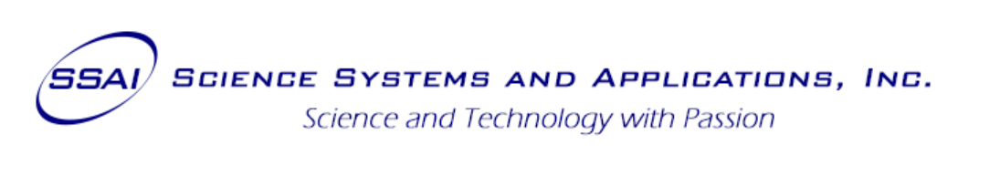 SSAI
Science Systems and Applications, Inc.
Science and Technology with Passion